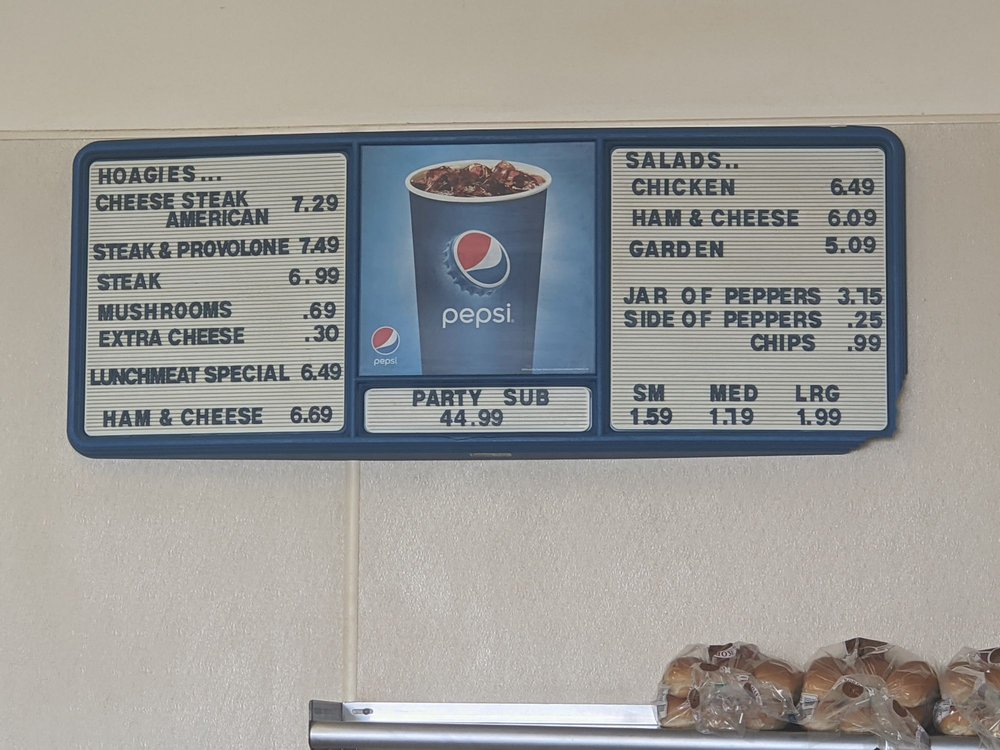 HOAGIES...
CHEESE STEAK
AMERICAN 7.29
STEAK & PROVOLONE 7.49
STEAK 6.99
MUSHROOMS .69
EXTRA CHEESE .30
LUNCHMEAT SPECIAL 6.49
HAM & CHEESE 6.69
pepsi
pepsi
PARTY SUB
44.99
SALADS..
CHICKEN 6.49
HAM & CHEESE 6.09
GARDEN 5.09
JAR OF PEPPERS 3.75
SIDE OF PEPPERS .25
CHIPS .99
SM MED LRG
1.59 1.79 1.99